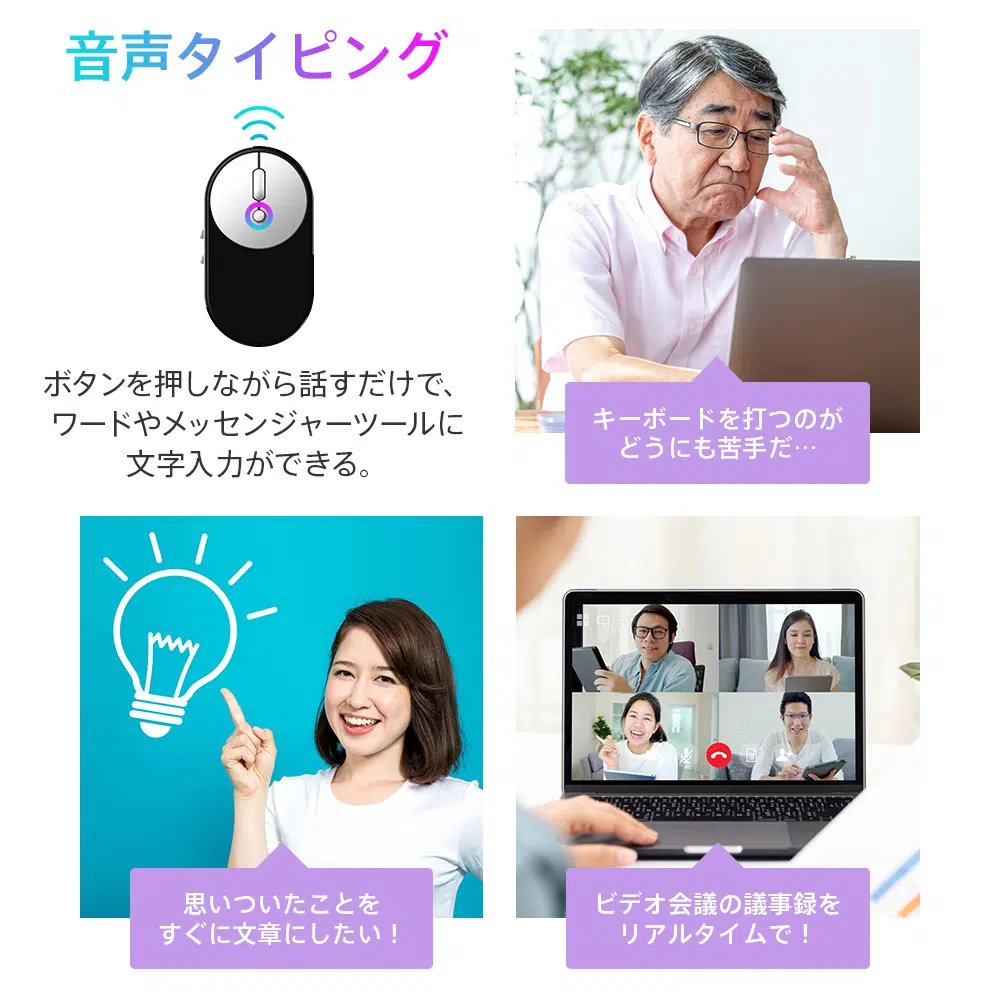 音声タイピング
ボタンを押しながら話すだけで、
ワードやメッセンジャーツールに
文字入力ができる。
キーボードを打つのが
どうにも苦手だ…
思いついたことを
すぐに文章にしたい！
ビデオ会議の議事録を
リアルタイムで！